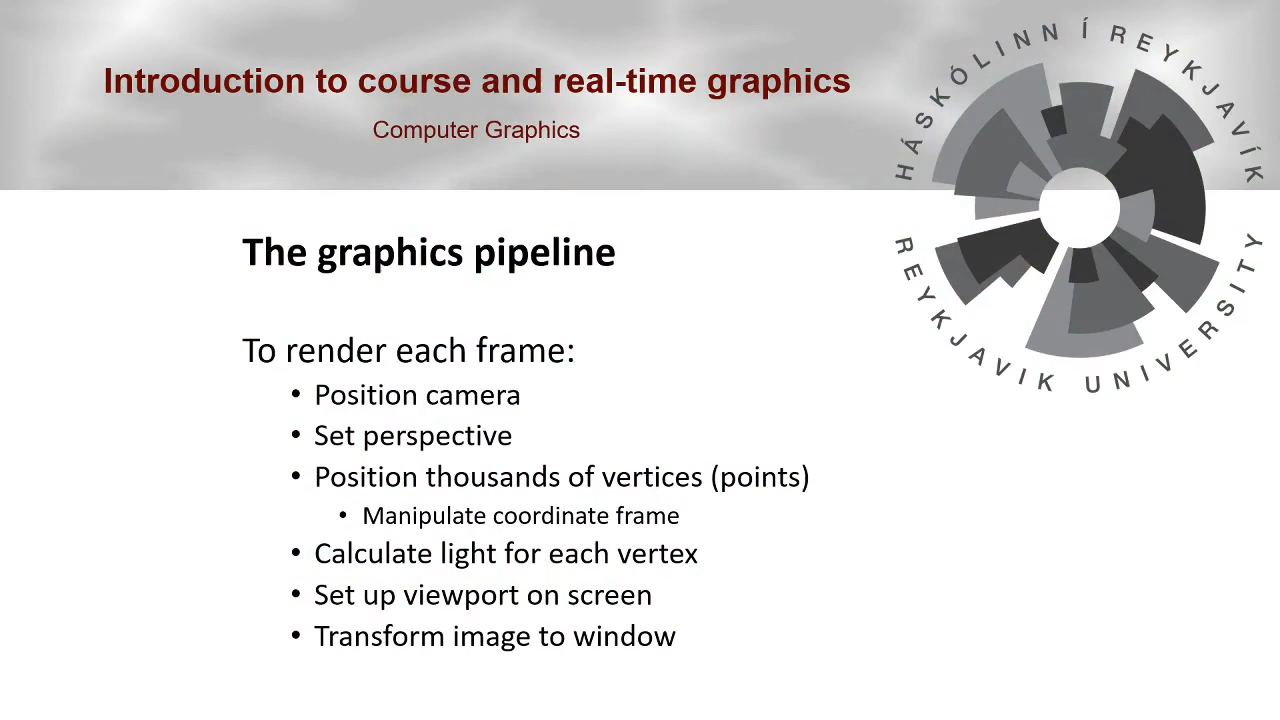 Introduction to course and real-time graphics
Computer Graphics
HÁSKÓLINN Í REYKJAVÍK
REYKJAVIK UNIVERSITY
The graphics pipeline
To render each frame:
• Position camera
• Set perspective
• Position thousands of vertices (points)
• Manipulate coordinate frame
• Calculate light for each vertex
• Set up viewport on screen
• Transform image to window